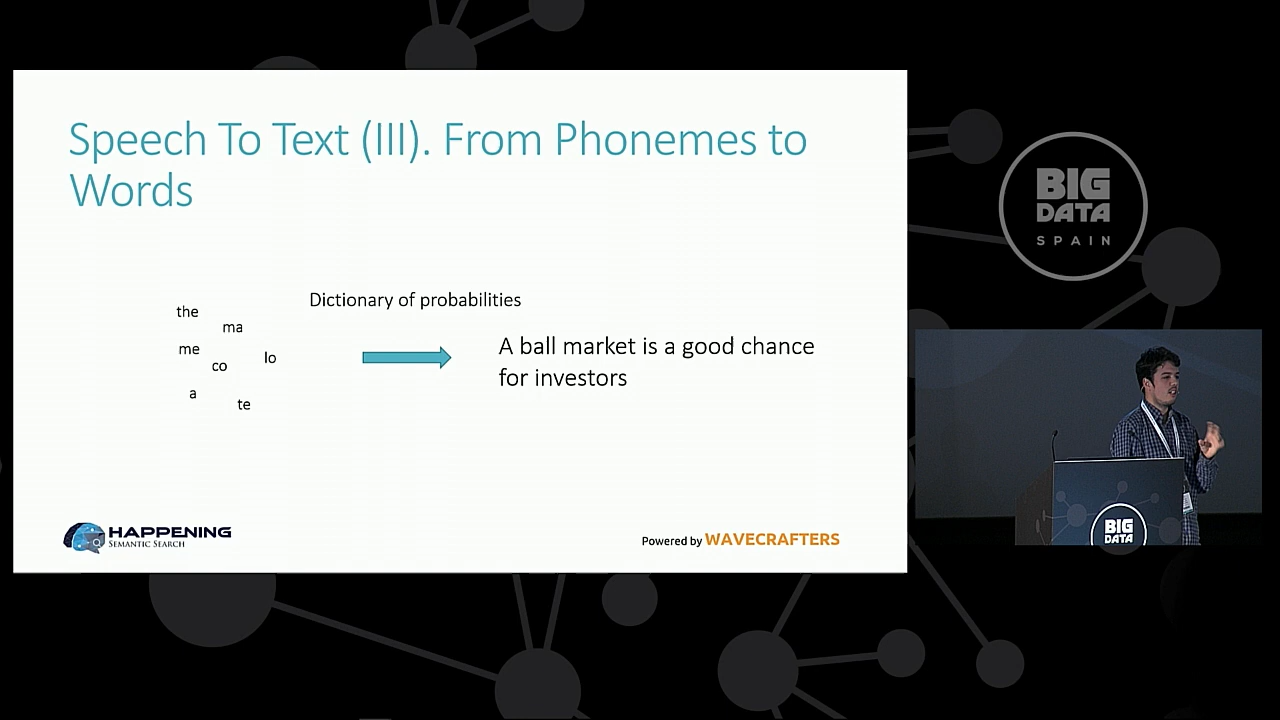 Speech To Text (III). From Phonemes to
Words
the
ma
me
lo
co
a
te
Dictionary of probabilities
A ball market is a good chance
for investors
HAPPENING
SEMANTIC SEARCH
Powered by WAVECRAFTERS
BIG
DATA
SPAIN
BIG
DATA